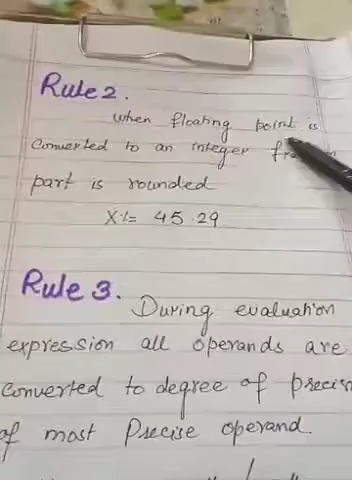 Rule 2.
when floating point is
Converted to an integer
part is rounded
X%= 45.29
Rule 3.
During evaluation
expression all operands are
Converted to degree of
of most Precise operand.